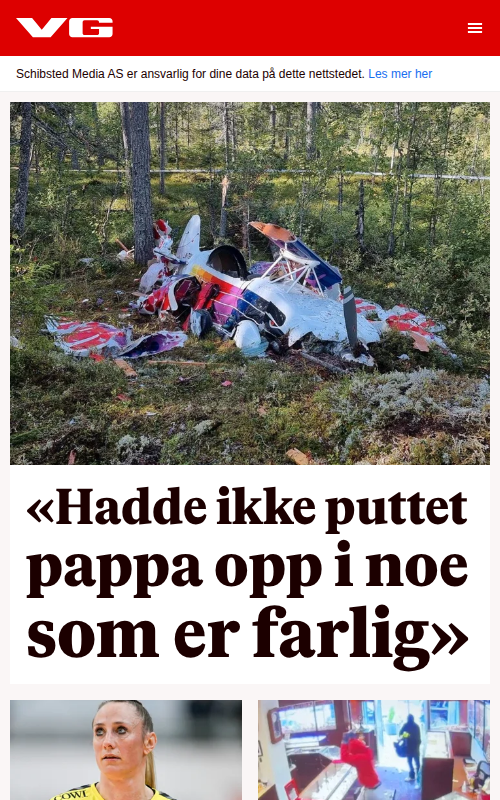 VG
Schibsted Media AS er ansvarlig for dine data på dette nettstedet. Les mer her
«Hadde ikke puttet
pappa opp i noe
som er farlig»